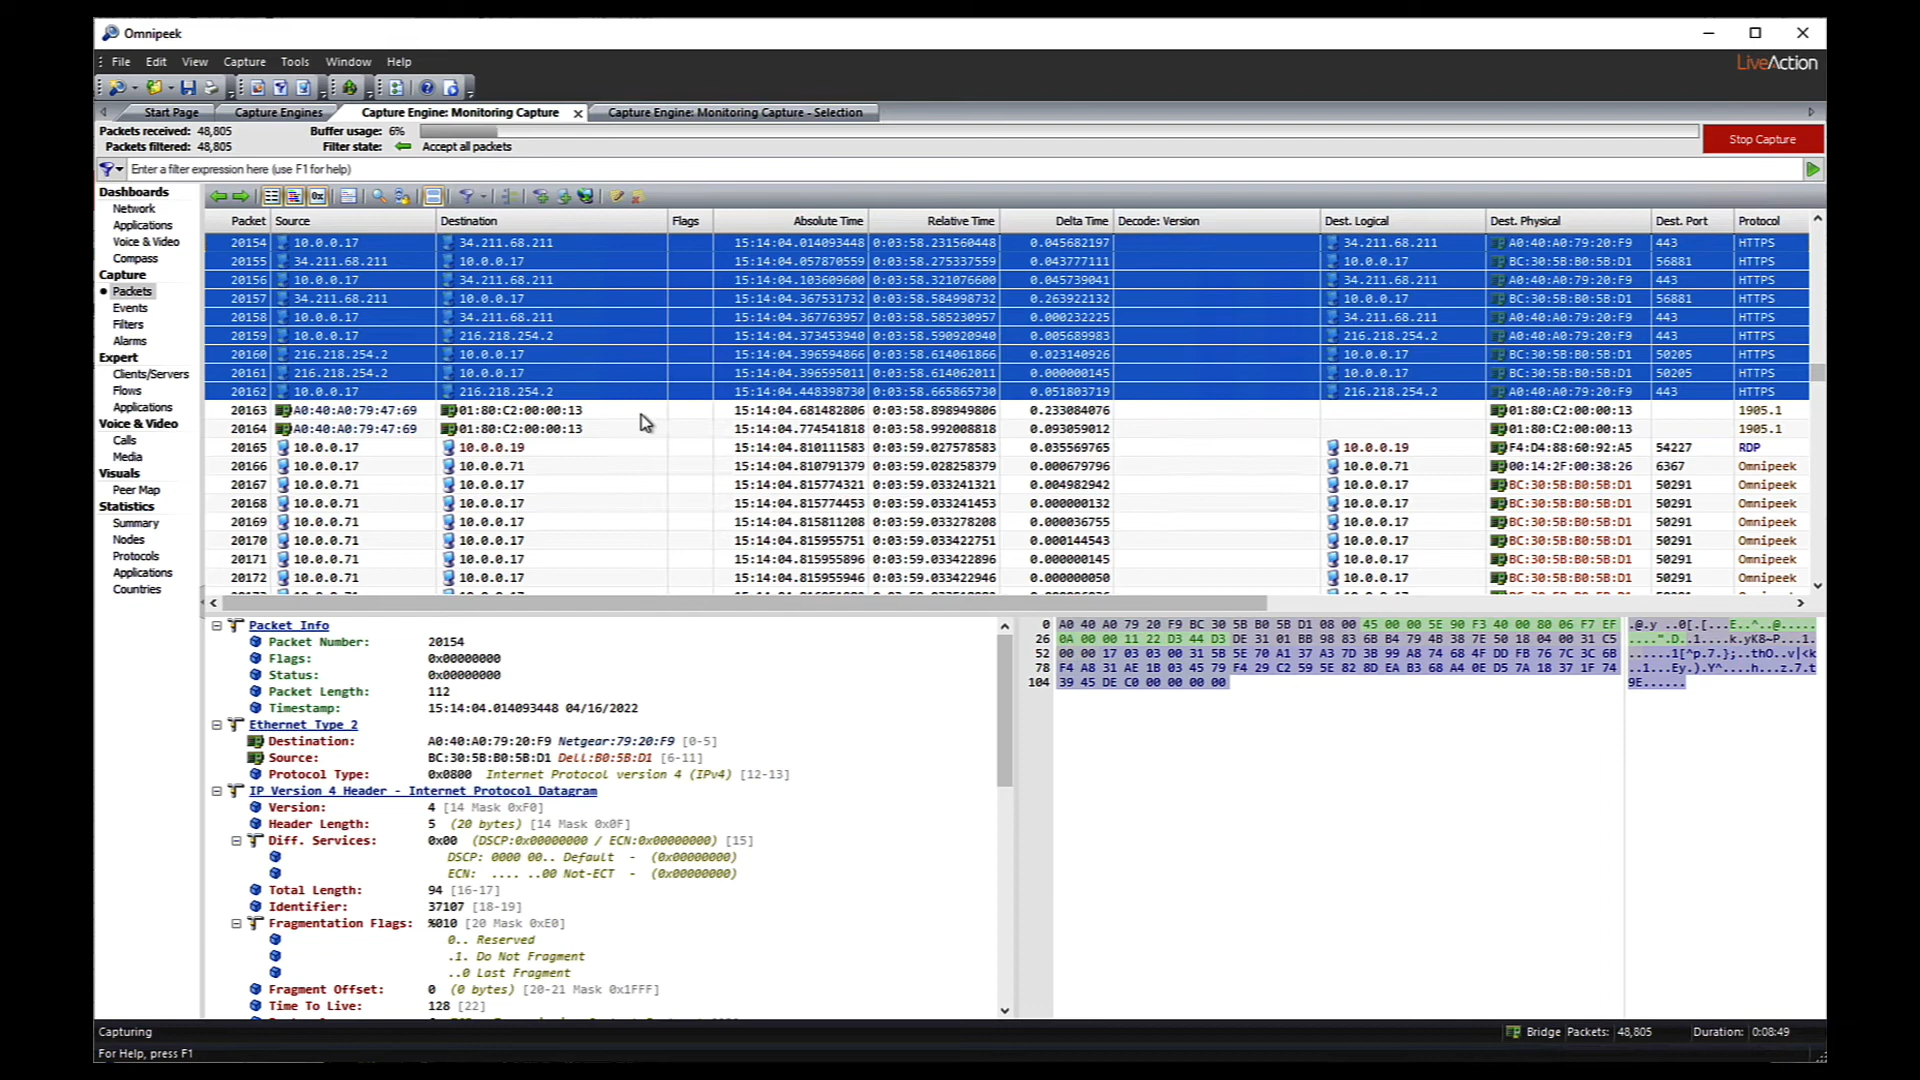 Omnipeek
File Edit View Capture Tools Window Help
LiveAction
Start Page Capture Engines Capture Engine: Monitoring Capture Capture Engine: Monitoring Capture - Selection
Packets received: 48,805 Buffer usage: 6%
Packets filtered: 48,805 Filter state: Accept all packets
Stop Capture
Enter a filter expression here (use F1 for help)
Dashboards
Network
Applications
Voice & Video
Compass
Capture
Packets
Events
Filters
Alarms
Expert
Clients/Servers
Flows
Applications
Voice & Video
Calls
Media
Visuals
Peer Map
Statistics
Summary
Nodes
Protocols
Applications
Countries
Packet Source Destination Flags Absolute Time Relative Time Delta Time Decode: Version Dest. Logical Dest. Physical Dest. Port Protocol
20154 10.0.0.17 34.211.68.211 15:14:04.014093448 0:03:58.231560448 0.045682197 34.211.68.211 A0:40:A0:79:20:F9 443 HTTPS
20155 34.211.68.211 10.0.0.17 15:14:04.057870559 0:03:58.275337559 0.043777111 10.0.0.17 BC:30:5B:B0:5B:D1 56881 HTTPS
20156 10.0.0.17 34.211.68.211 15:14:04.103609600 0:03:58.321076600 0.045739041 34.211.68.211 A0:40:A0:79:20:F9 443 HTTPS
20157 34.211.68.211 10.0.0.17 15:14:04.367531732 0:03:58.584998732 0.263922132 10.0.0.17 BC:30:5B:B0:5B:D1 56881 HTTPS
20158 10.0.0.17 34.211.68.211 15:14:04.367763957 0:03:58.585230957 0.000232225 34.211.68.211 A0:40:A0:79:20:F9 443 HTTPS
20159 10.0.0.17 216.218.254.2 15:14:04.373453940 0:03:58.590920940 0.005689983 216.218.254.2 A0:40:A0:79:20:F9 443 HTTPS
20160 216.218.254.2 10.0.0.17 15:14:04.396594866 0:03:58.614061866 0.023140926 10.0.0.17 BC:30:5B:B0:5B:D1 50205 HTTPS
20161 216.218.254.2 10.0.0.17 15:14:04.396595011 0:03:58.614062011 0.000000145 10.0.0.17 BC:30:5B:B0:5B:D1 50205 HTTPS
20162 10.0.0.17 216.218.254.2 15:14:04.448398730 0:03:58.665865730 0.051803719 216.218.254.2 A0:40:A0:79:20:F9 443 HTTPS
20163 A0:40:A0:79:47:69 01:80:C2:00:00:13 15:14:04.681482806 0:03:58.898949806 0.233084076 01:80:C2:00:00:13 1905.1
20164 A0:40:A0:79:47:69 01:80:C2:00:00:13 15:14:04.774541818 0:03:58.992008818 0.093059012 01:80:C2:00:00:13 1905.1
20165 10.0.0.17 10.0.0.19 15:14:04.810111583 0:03:59.027578583 0.035569765 10.0.0.19 F4:D4:88:60:92:A5 54227 RDP
20166 10.0.0.17 10.0.0.71 15:14:04.810791379 0:03:59.028258379 0.000679796 10.0.0.71 00:14:2F:00:38:26 6367 Omnipeek
20167 10.0.0.71 10.0.0.17 15:14:04.815774321 0:03:59.033241321 0.004982942 10.0.0.17 BC:30:5B:B0:5B:D1 50291 Omnipeek
20168 10.0.0.71 10.0.0.17 15:14:04.815774453 0:03:59.033241453 0.000000132 10.0.0.17 BC:30:5B:B0:5B:D1 50291 Omnipeek
20169 10.0.0.71 10.0.0.17 15:14:04.815811208 0:03:59.033278208 0.000036755 10.0.0.17 BC:30:5B:B0:5B:D1 50291 Omnipeek
20170 10.0.0.71 10.0.0.17 15:14:04.815955751 0:03:59.033422751 0.000144543 10.0.0.17 BC:30:5B:B0:5B:D1 50291 Omnipeek
20171 10.0.0.71 10.0.0.17 15:14:04.815955896 0:03:59.033422896 0.000000145 10.0.0.17 BC:30:5B:B0:5B:D1 50291 Omnipeek
20172 10.0.0.71 10.0.0.17 15:14:04.815955946 0:03:59.033422946 0.000000050 10.0.0.17 BC:30:5B:B0:5B:D1 50291 Omnipeek
Packet Info
Packet Number: 20154
Flags: 0x00000000
Status: 0x00000000
Packet Length: 112
Timestamp: 15:14:04.014093448 04/16/2022
Ethernet Type 2
Destination: A0:40:A0:79:20:F9 Netgear:79:20:F9 [0-5]
Source: BC:30:5B:B0:5B:D1 Dell:B0:5B:D1 [6-11]
Protocol Type: 0x0800 Internet Protocol version 4 (IPv4) [12-13]
IP Version 4 Header - Internet Protocol Datagram
Version: 4 [14 Mask 0xF0]
Header Length: 5 (20 bytes) [14 Mask 0x0F]
Diff. Services: 0x00 (DSCP:0x00000000 / ECN:0x00000000) [15]
DSCP: 0000 00.. Default - (0x00000000)
ECN: .... ..00 Not-ECT - (0x00000000)
Total Length: 94 [16-17]
Identifier: 37107 [18-19]
Fragmentation Flags: %010 [20 Mask 0xE0]
0.. Reserved
.1. Do Not Fragment
..0 Last Fragment
Fragment Offset: 0 (0 bytes) [20-21 Mask 0x1FFF]
Time To Live: 128 [22]
0 A0 40 A0 79 20 F9 BC 30 5B B0 5B D1 08 00 45 00 00 5E 90 F3 40 00 80 06 F7 EF .@.y ..0[.[...E..^..@.....
26 0A 00 00 11 22 D3 44 D3 DE 31 01 BB 98 83 6B B4 79 4B 38 7E 50 18 04 00 31 C5 ....".D..1....k.yK8~P...1.
52 00 00 17 03 03 00 31 5B 5E 70 A1 37 A3 7D 3B 99 A8 74 68 4F DD FB 76 7C 3C 6B ......1[^p.7.};..thO..v|<k
78 F4 A8 31 AE 1B 03 45 79 F4 29 C2 59 5E 82 8D EA B3 68 A4 0E D5 7A 18 37 1F 74 ..1...Ey.).Y^....h...z.7.t
104 39 45 DE C0 00 00 00 00 9E......
Capturing Bridge Packets: 48,805 Duration: 0:08:49
For Help, press F1